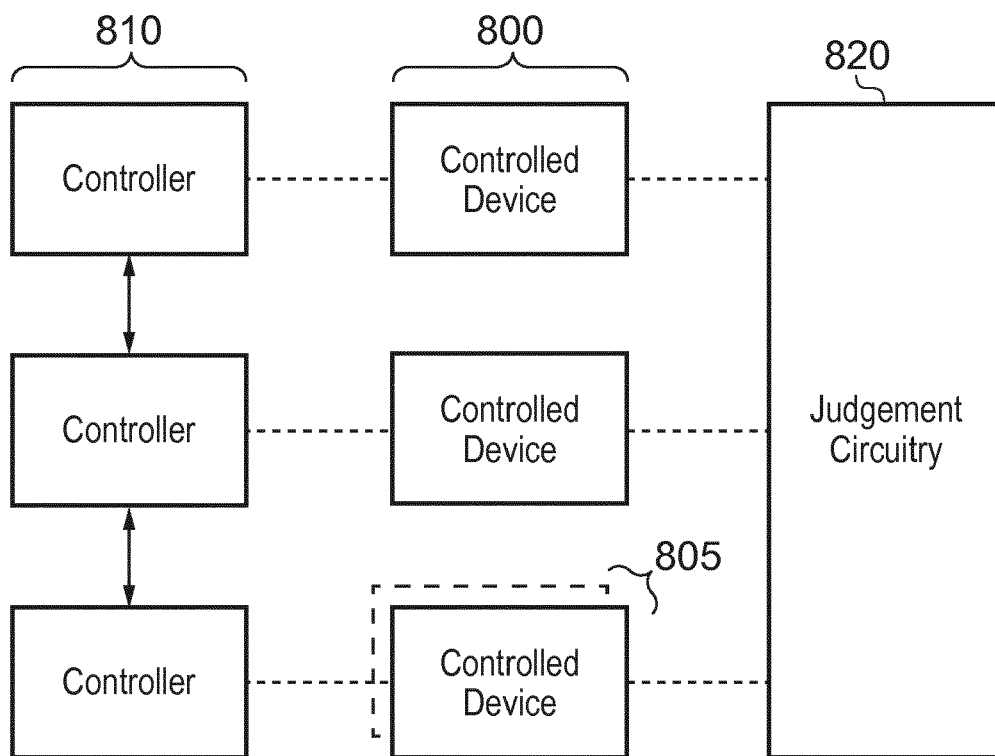 810
800
820
Controller
Controlled
Device
Controller
Controlled
Device
Judgement
Circuitry
805
Controller
Controlled
Device